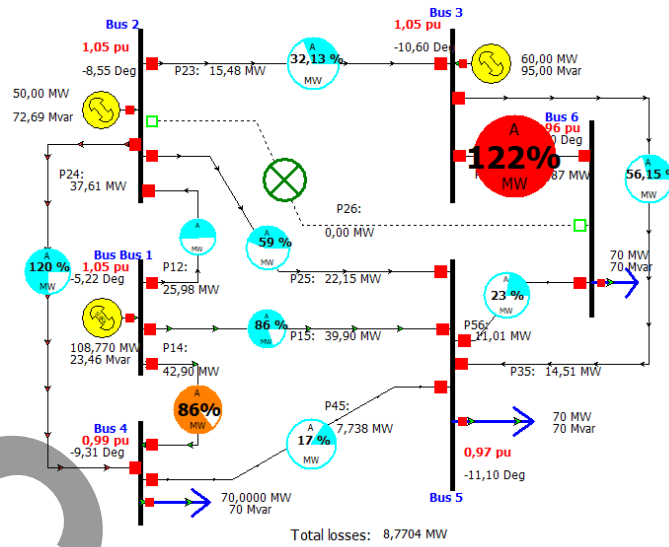 Bus 2
Bus 3
1,05 pu
1,05 pu
-8,55 Deg
-10,60 Deg
A
32,13 %
MW
P23: 15,48 MW
60,00 MW
95,00 Mvar
50,00 MW
72,69 Mvar
Bus 6
96 pu
Deg
A
122%
MW
87 MW
A
56,15 %
MW
P24:
37,61 MW
P26:
0,00 MW
A
120 %
MW
A
MW
A
59 %
MW
Bus Bus 1
1,05 pu
-5,22 Deg
P12:
25,98 MW
P25: 22,15 MW
A
23 %
MW
70 MW
70 Mvar
108,770 MW
23,46 Mvar
A
86 %
MW
P15: 39,90 MW
P56:
11,01 MW
P14:
42,90 MW
P35: 14,51 MW
A
86%
MW
P45:
7,738 MW
Bus 4
0,99 pu
-9,31 Deg
A
17 %
MW
70 MW
70 Mvar
0,97 pu
-11,10 Deg
Bus 5
70,0000 MW
70 Mvar
Total losses: 8,7704 MW